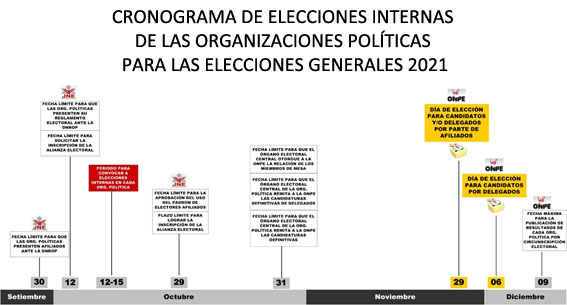 CRONOGRAMA DE ELECCIONES INTERNAS
DE LAS ORGANIZACIONES POLÍTICAS
PARA LAS ELECCIONES GENERALES 2021
JNE
FECHA LÍMITE PARA QUE
LAS ORG. POLÍTICAS
PRESENTEN AFILIADOS
ANTE LA DNROP
30
JNE
FECHA LÍMITE PARA QUE
LAS ORG. POLÍTICAS
PRESENTEN SU
REGLAMENTO
ELECTORAL ANTE LA
DNROP
FECHA LÍMITE PARA
SOLICITAR LA
INSCRIPCIÓN DE LA
ALIANZA ELECTORAL
12
PERIODO PARA
CONVOCAR A
ELECCIONES
INTERNAS EN CADA
ORG. POLÍTICA
12-15
JNE
FECHA LÍMITE PARA LA
APROBACIÓN DEL USO
DEL PADRÓN DE
ELECTORES AFILIADOS
PLAZO LÍMITE PARA
LOGRAR LA
INSCRIPCIÓN DE LA
ALIANZA ELECTORAL
29
FECHA LÍMITE PARA QUE EL
ÓRGANO ELECTORAL
CENTRAL OTORGUE A LA
ONPE LA RELACIÓN DE LOS
MIEMBROS DE MESA
FECHA LÍMITE PARA QUE EL
ÓRGANO ELECTORAL
CENTRAL DE LA ORG.
POLÍTICA REMITA A LA ONPE
LAS CANDIDATURAS
DEFINITIVAS DE DELEGADOS
FECHA LÍMITE PARA QUE EL
ÓRGANO ELECTORAL
CENTRAL DE LA ORG.
POLÍTICA REMITA A LA ONPE
LAS CANDIDATURAS
DEFINITIVAS
31
ONPE
DÍA DE ELECCIÓN
PARA CANDIDATOS
Y/O DELEGADOS
POR PARTE DE
AFILIADOS
29
ONPE
DÍA DE ELECCIÓN
PARA CANDIDATOS
POR DELEGADOS
06
ONPE
FECHA MÁXIMA
PARA LA
PUBLICACIÓN DE
RESULTADOS DE
CADA ORG.
POLÍTICA POR
CIRCUNSCRIPCIÓN
ELECTORAL
09
Setiembre
Octubre
Noviembre
Diciembre